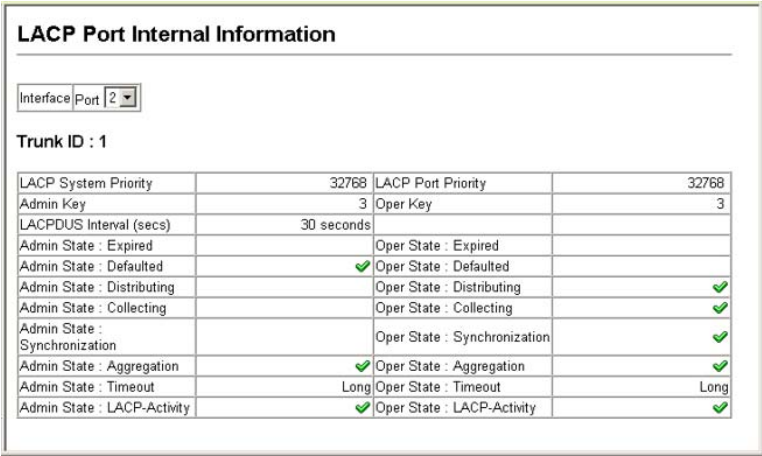 LACP Port Internal Information
Interface Port 2
Trunk ID : 1
LACP System Priority 32768 LACP Port Priority 32768
Admin Key 3 Oper Key 3
LACPDUS Interval (secs) 30 seconds
Admin State : Expired Oper State : Expired
Admin State : Defaulted Oper State : Defaulted
Admin State : Distributing Oper State : Distributing
Admin State : Collecting Oper State : Collecting
Admin State :
Synchronization Oper State : Synchronization
Admin State : Aggregation Oper State : Aggregation
Admin State : Timeout Long Oper State : Timeout Long
Admin State : LACP-Activity Oper State : LACP-Activity